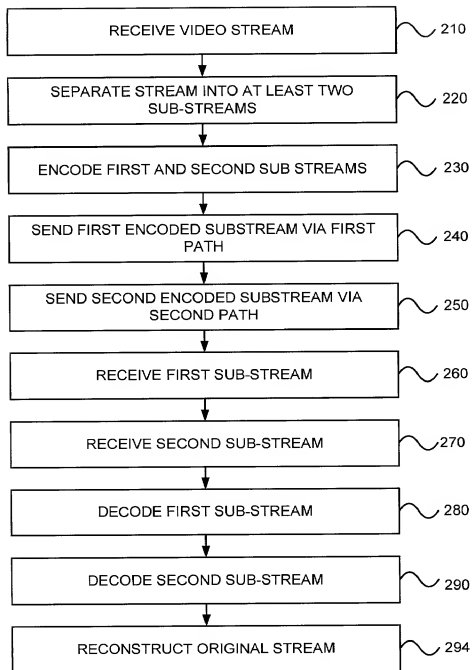 RECEIVE VIDEO STREAM
210
SEPARATE STREAM INTO AT LEAST TWO
SUB-STREAMS
220
ENCODE FIRST AND SECOND SUB STREAMS
230
SEND FIRST ENCODED SUBSTREAM VIA FIRST
PATH
240
SEND SECOND ENCODED SUBSTREAM VIA
SECOND PATH
250
RECEIVE FIRST SUB-STREAM
260
RECEIVE SECOND SUB-STREAM
270
DECODE FIRST SUB-STREAM
280
DECODE SECOND SUB-STREAM
290
RECONSTRUCT ORIGINAL STREAM
294